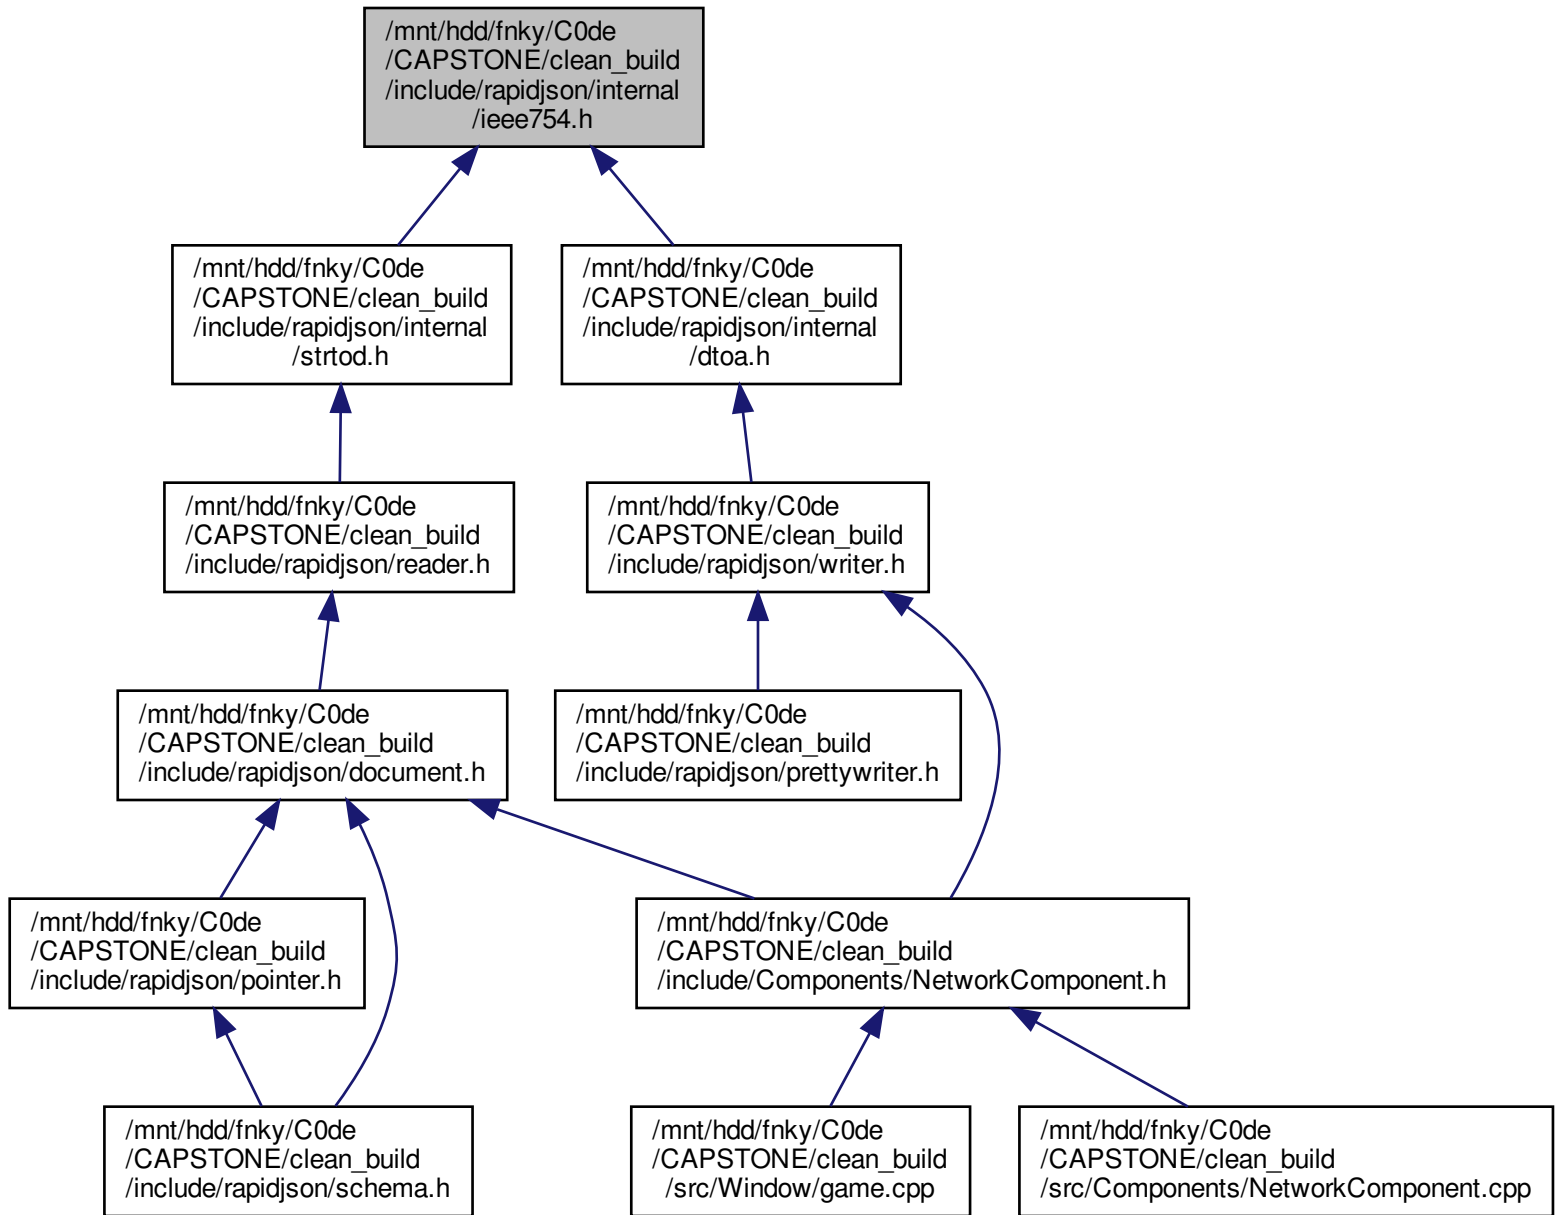 /mnt/hdd/fnky/C0de
/CAPSTONE/clean_build
/include/rapidjson/internal
/ieee754.h
/mnt/hdd/fnky/C0de
/CAPSTONE/clean_build
/include/rapidjson/internal
/strtod.h
/mnt/hdd/fnky/C0de
/CAPSTONE/clean_build
/include/rapidjson/internal
/dtoa.h
/mnt/hdd/fnky/C0de
/CAPSTONE/clean_build
/include/rapidjson/reader.h
/mnt/hdd/fnky/C0de
/CAPSTONE/clean_build
/include/rapidjson/writer.h
/mnt/hdd/fnky/C0de
/CAPSTONE/clean_build
/include/rapidjson/document.h
/mnt/hdd/fnky/C0de
/CAPSTONE/clean_build
/include/rapidjson/prettywriter.h
/mnt/hdd/fnky/C0de
/CAPSTONE/clean_build
/include/rapidjson/pointer.h
/mnt/hdd/fnky/C0de
/CAPSTONE/clean_build
/include/Components/NetworkComponent.h
/mnt/hdd/fnky/C0de
/CAPSTONE/clean_build
/include/rapidjson/schema.h
/mnt/hdd/fnky/C0de
/CAPSTONE/clean_build
/src/Window/game.cpp
/mnt/hdd/fnky/C0de
/CAPSTONE/clean_build
/src/Components/NetworkComponent.cpp